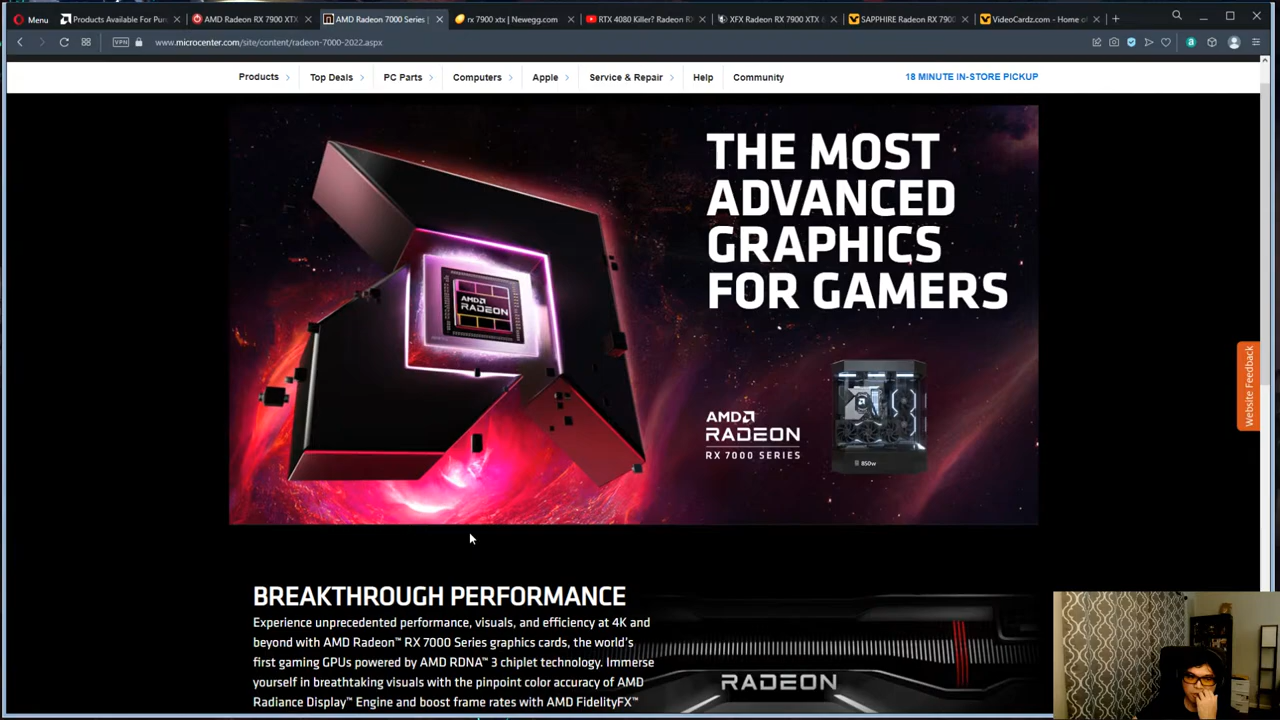 Menu
Products Available For Pur
AMD Radeon RX 7900 XTX
AMD Radeon 7000 Series |
rx 7900 xtx | Newegg.com
RTX 4080 Killer? Radeon RX
XFX Radeon RX 7900 XTX &
SAPPHIRE Radeon RX 790
VideoCardz.com - Home o
VPN
www.microcenter.com/site/content/radeon-7000-2022.aspx
Products
Top Deals
PC Parts
Computers
Apple
Service & Repair
Help
Community
18 MINUTE IN-STORE PICKUP
THE MOST
ADVANCED
GRAPHICS
FOR GAMERS
AMD
RADEON
AMD
RADEON
RX 7000 SERIES
850w
Website Feedback
BREAKTHROUGH PERFORMANCE
Experience unprecedented performance, visuals, and efficiency at 4K and
beyond with AMD Radeon™ RX 7000 Series graphics cards, the world's
first gaming GPUs powered by AMD RDNA™ 3 chiplet technology. Immerse
yourself in breathtaking visuals with the pinpoint color accuracy of AMD
Radiance Display™ Engine and boost frame rates with AMD FidelityFX™
RADEON